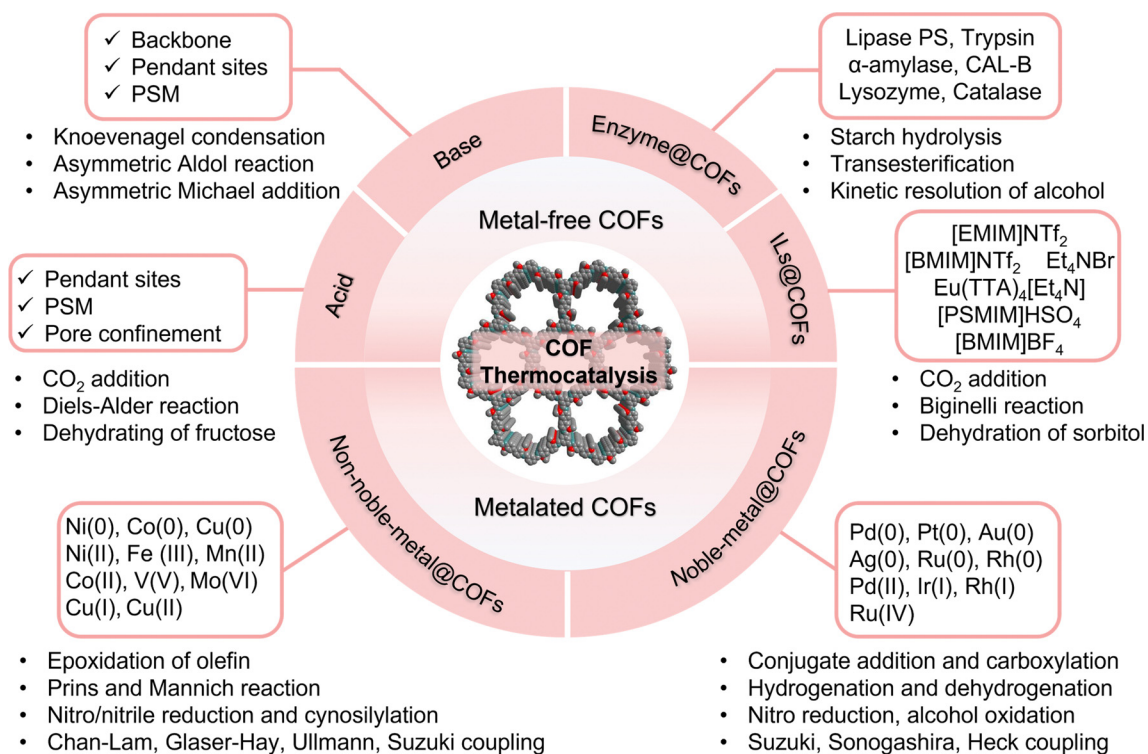 ✓ Backbone
✓ Pendant sites
✓ PSM
• Knoevenagel condensation
• Asymmetric Aldol reaction
• Asymmetric Michael addition
Base
Enzyme@COFs
Lipase PS, Trypsin
α-amylase, CAL-B
Lysozyme, Catalase
• Starch hydrolysis
• Transesterification
• Kinetic resolution of alcohol
Metal-free COFs
✓ Pendant sites
✓ PSM
✓ Pore confinement
• CO₂ addition
• Diels-Alder reaction
• Dehydrating of fructose
Acid
COF
Thermocatalysis
ILs@COFs
[EMIM]NTf₂
[BMIM]NTf₂ Et₄NBr
Eu(TTA)₄[Et₄N]
[PSMIM]HSO₄
[BMIM]BF₄
• CO₂ addition
• Biginelli reaction
• Dehydration of sorbitol
Metalated COFs
Non-noble-metal@COFs
Ni(0), Co(0), Cu(0)
Ni(II), Fe (III), Mn(II)
Co(II), V(V), Mo(VI)
Cu(I), Cu(II)
• Epoxidation of olefin
• Prins and Mannich reaction
• Nitro/nitrile reduction and cynosilylation
• Chan-Lam, Glaser-Hay, Ullmann, Suzuki coupling
Noble-metal@COFs
Pd(0), Pt(0), Au(0)
Ag(0), Ru(0), Rh(0)
Pd(II), Ir(I), Rh(I)
Ru(IV)
• Conjugate addition and carboxylation
• Hydrogenation and dehydrogenation
• Nitro reduction, alcohol oxidation
• Suzuki, Sonogashira, Heck coupling